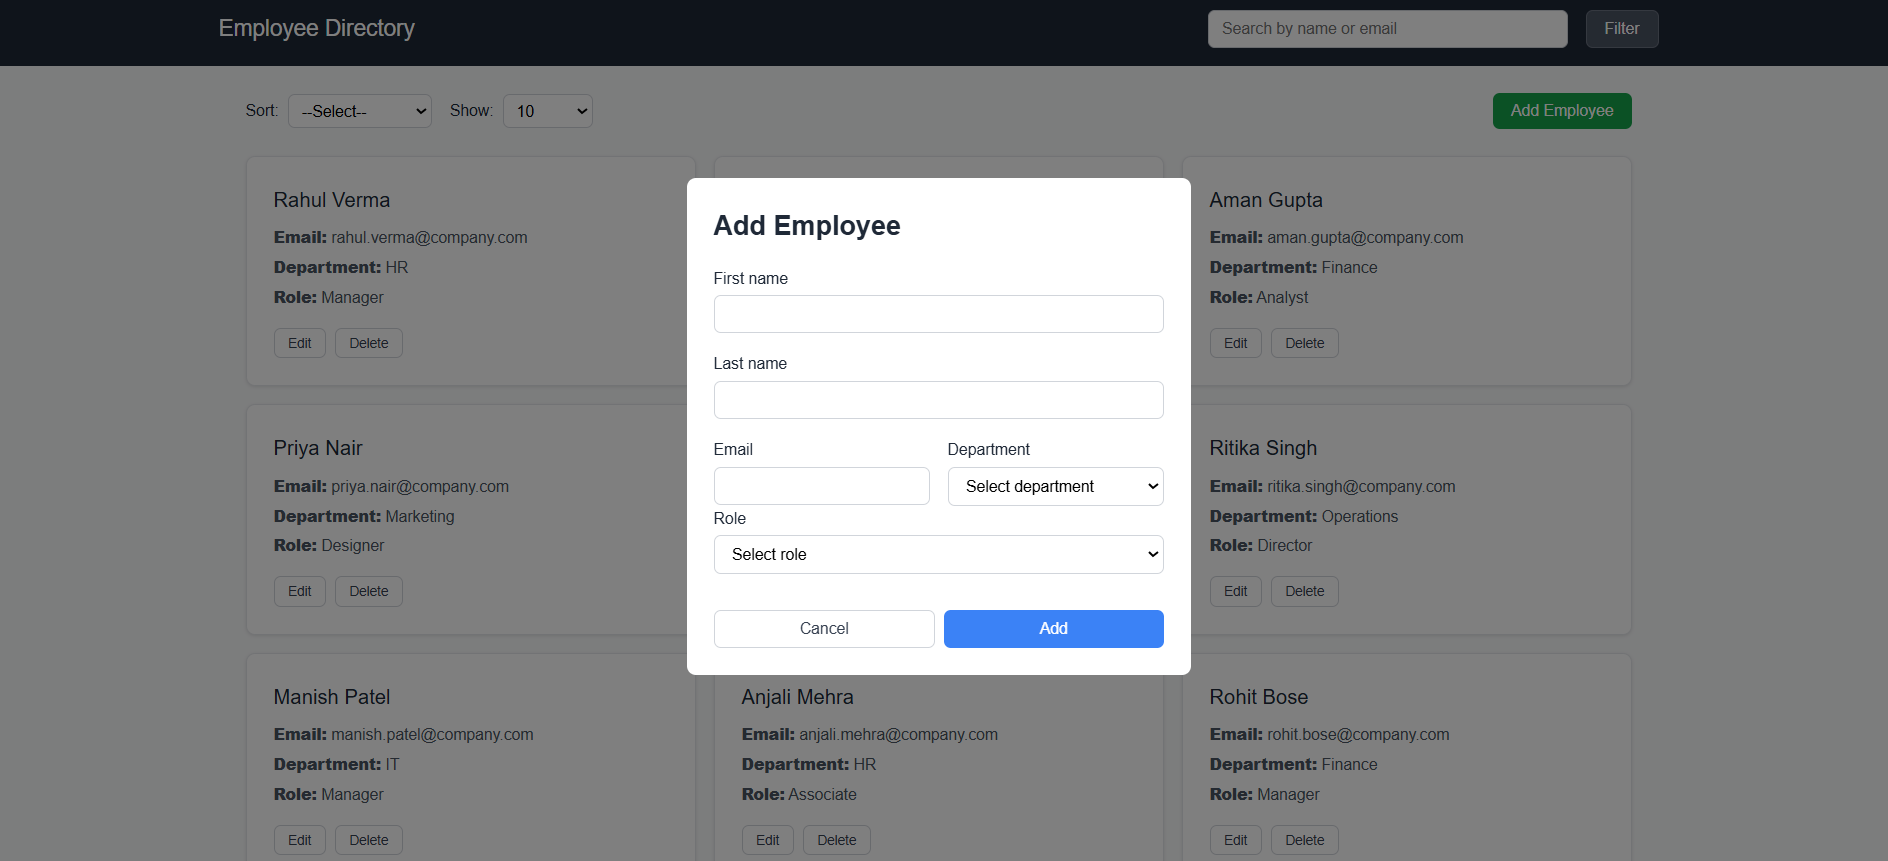 Employee Directory
Search by name or email
Filter
Sort:
--Select--
Show:
10
Add Employee
Rahul Verma
Email: rahul.verma@company.com
Department: HR
Role: Manager
Edit
Delete
Aman Gupta
Email: aman.gupta@company.com
Department: Finance
Role: Analyst
Edit
Delete
Add Employee
First name
Last name
Email
Department
Select department
Role
Select role
Cancel
Add
Priya Nair
Email: priya.nair@company.com
Department: Marketing
Role: Designer
Edit
Delete
Ritika Singh
Email: ritika.singh@company.com
Department: Operations
Role: Director
Edit
Delete
Manish Patel
Email: manish.patel@company.com
Department: IT
Role: Manager
Edit
Delete
Anjali Mehra
Email: anjali.mehra@company.com
Department: HR
Role: Associate
Edit
Delete
Rohit Bose
Email: rohit.bose@company.com
Department: Finance
Role: Manager
Edit
Delete